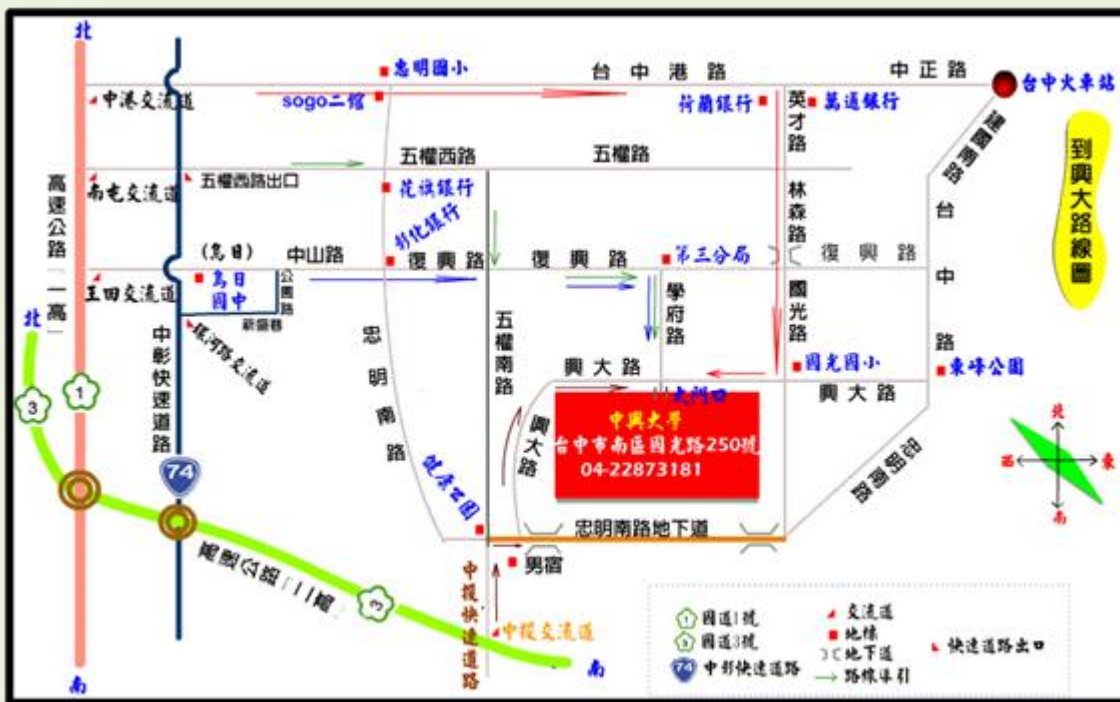 北
惠明國小
台中港路
中正路
台中火車站
中港交流道
sogo二館
荷蘭銀行
英才路
萬通銀行
建國南路
到興大路線圖
五權西路
五權路
南屯交流道
五權西路出口
高速公路(一高)
花旗銀行
彰化銀行
林森路
台中路
(烏日)
中山路
復興路
復興路
第三分局
復興路
王田交流道
烏日
國中
公園路
學府路
國光路
北
新盛巷
環河路交流道
中彰快速道路
五權南路
忠明南路
興大路
國光國小
東峰公園
3
1
大門口
興大路
中興大學
台中市南區國光路250號
04-22873181
興大路
忠明南路
北
西
東
南
74
健康公園
忠明南路地下道
高速公路(二高)
男宿
3
中投快速道路
中投交流道
南
南
1
國道1號
3
國道3號
74
中彰快速道路
交流道
地標
地下道
路線導引
快速道路出口